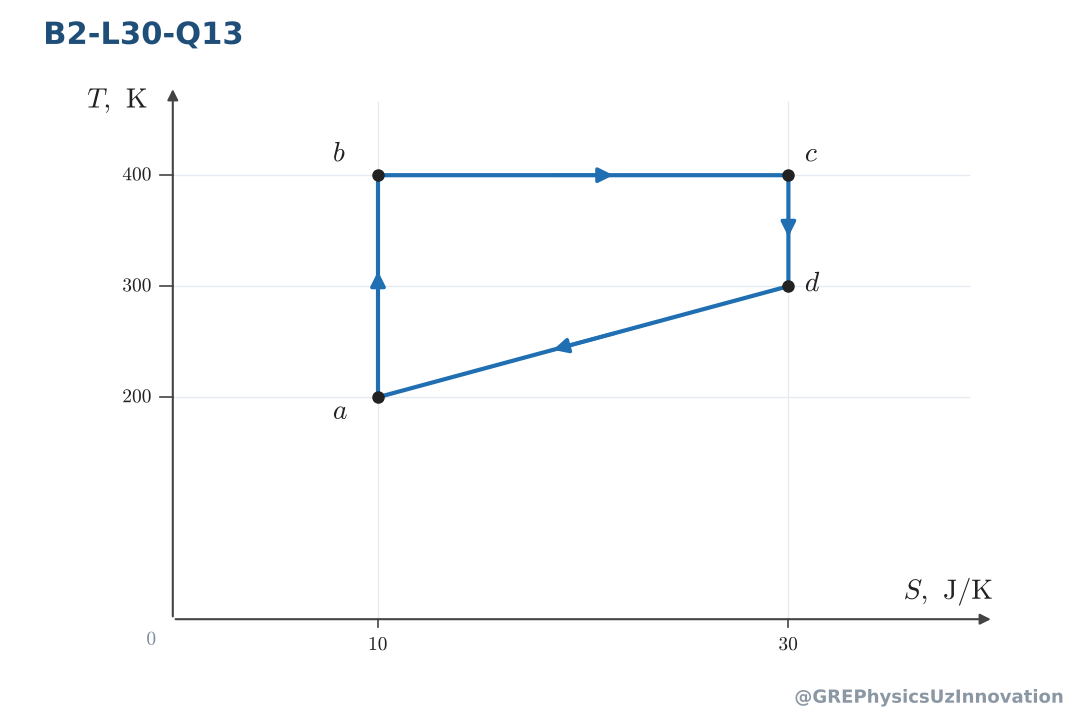 B2-L30-Q13
T, K
b
c
400
300
d
200
a
S, J/K
0
10
30
@GREPhysicsUzInnovation